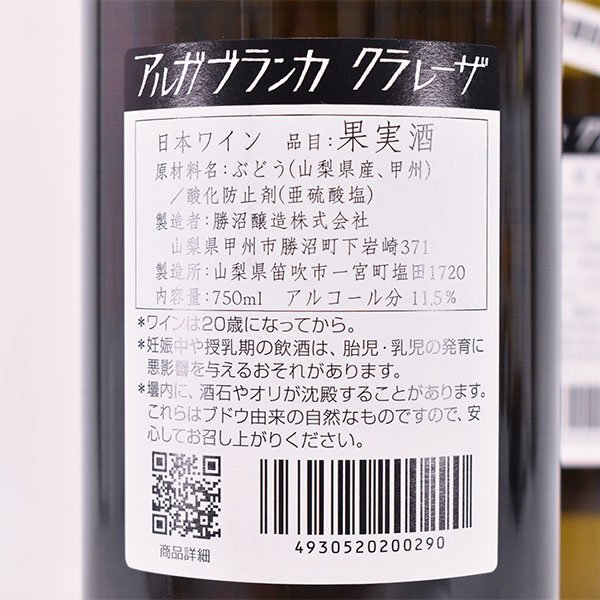 アルガブランカ クラレーザ
日本ワイン 品目:果実酒
原材料名:ぶどう(山梨県産、甲州)
/酸化防止剤(亜硫酸塩)
製造者:勝沼醸造株式会社
山梨県甲州市勝沼町下岩崎371
製造所:山梨県笛吹市一宮町塩田1720
内容量:750ml アルコール分 11.5%
*ワインは20歳になってから。
*妊娠中や授乳期の飲酒は、胎児・乳児の発育に
悪影響を与えるおそれがあります。
*壜内に、酒石やオリが沈殿することがあります。
これらはブドウ由来の自然なものですので、安
心してお召し上がりください。
商品詳細
4930520200290